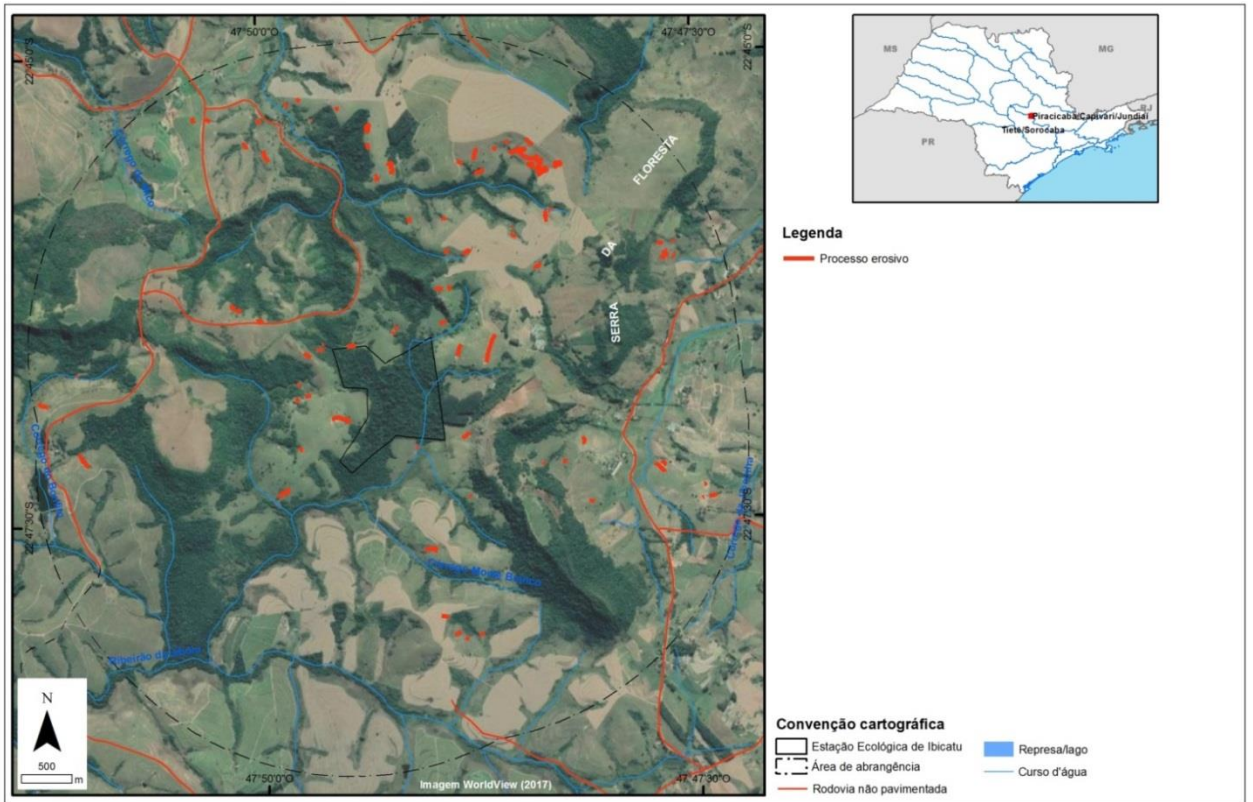 47°50'0"O
47°47'30"O
22°45'0"S
22°45'0"S
FLORESTA
DA
SERRA
22°47'30"S
22°47'30"S
Córrego Monte Branco
47°50'0"O
47°47'30"O
N
500
m
Imagem WorldView (2017)
MS
MG
RJ
PR
Piracicaba/Capivari/Jundiaí
Tietê/Sorocaba
Legenda
Processo erosivo
Convenção cartográfica
Estação Ecológica de Ibicatu
Área de abrangência
Rodovia não pavimentada
Represa/lago
Curso d'água